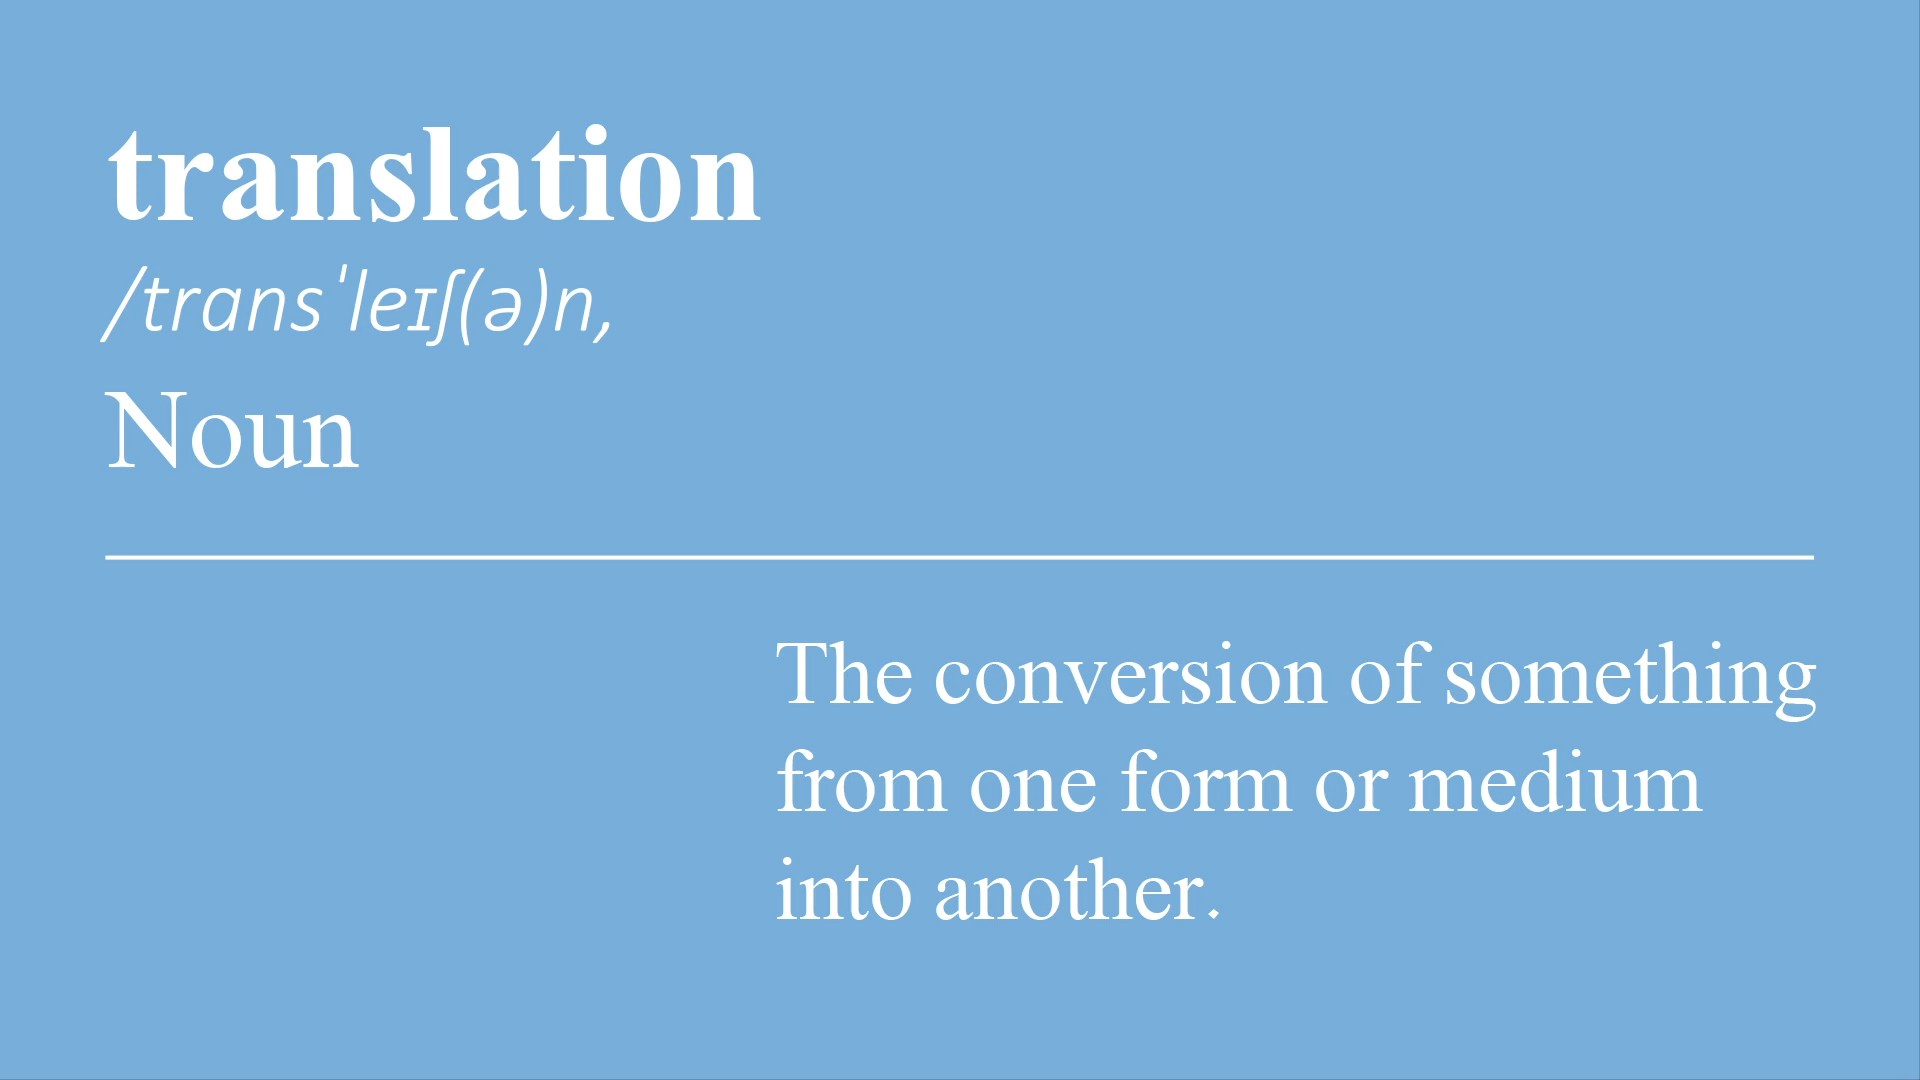 translation
/transˈleɪʃ(ə)n,
Noun
The conversion of something
from one form or medium
into another.